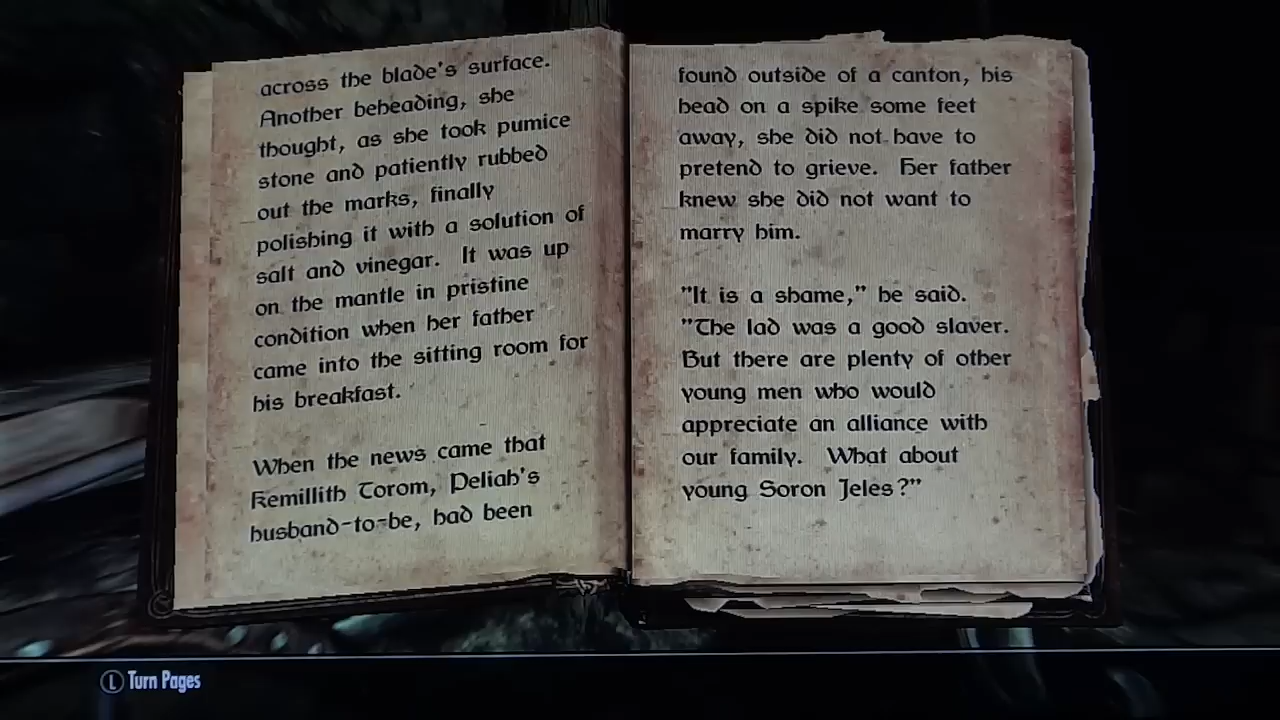 across the blade's surface.
Another beheading, she
thought, as she took pumice
stone and patiently rubbed
out the marks, finally
polishing it with a solution of
salt and vinegar. It was up
on the mantle in pristine
condition when her father
came into the sitting room for
his breakfast.
When the news came that
Kemillith Torom, Peliah's
husband-to-be, had been
found outside of a canton, his
head on a spike some feet
away, she did not have to
pretend to grieve. Her father
knew she did not want to
marry him.
"It is a shame," he said.
"The lad was a good slaver.
But there are plenty of other
young men who would
appreciate an alliance with
our family. What about
young Soron Jeles?"
L Turn Pages